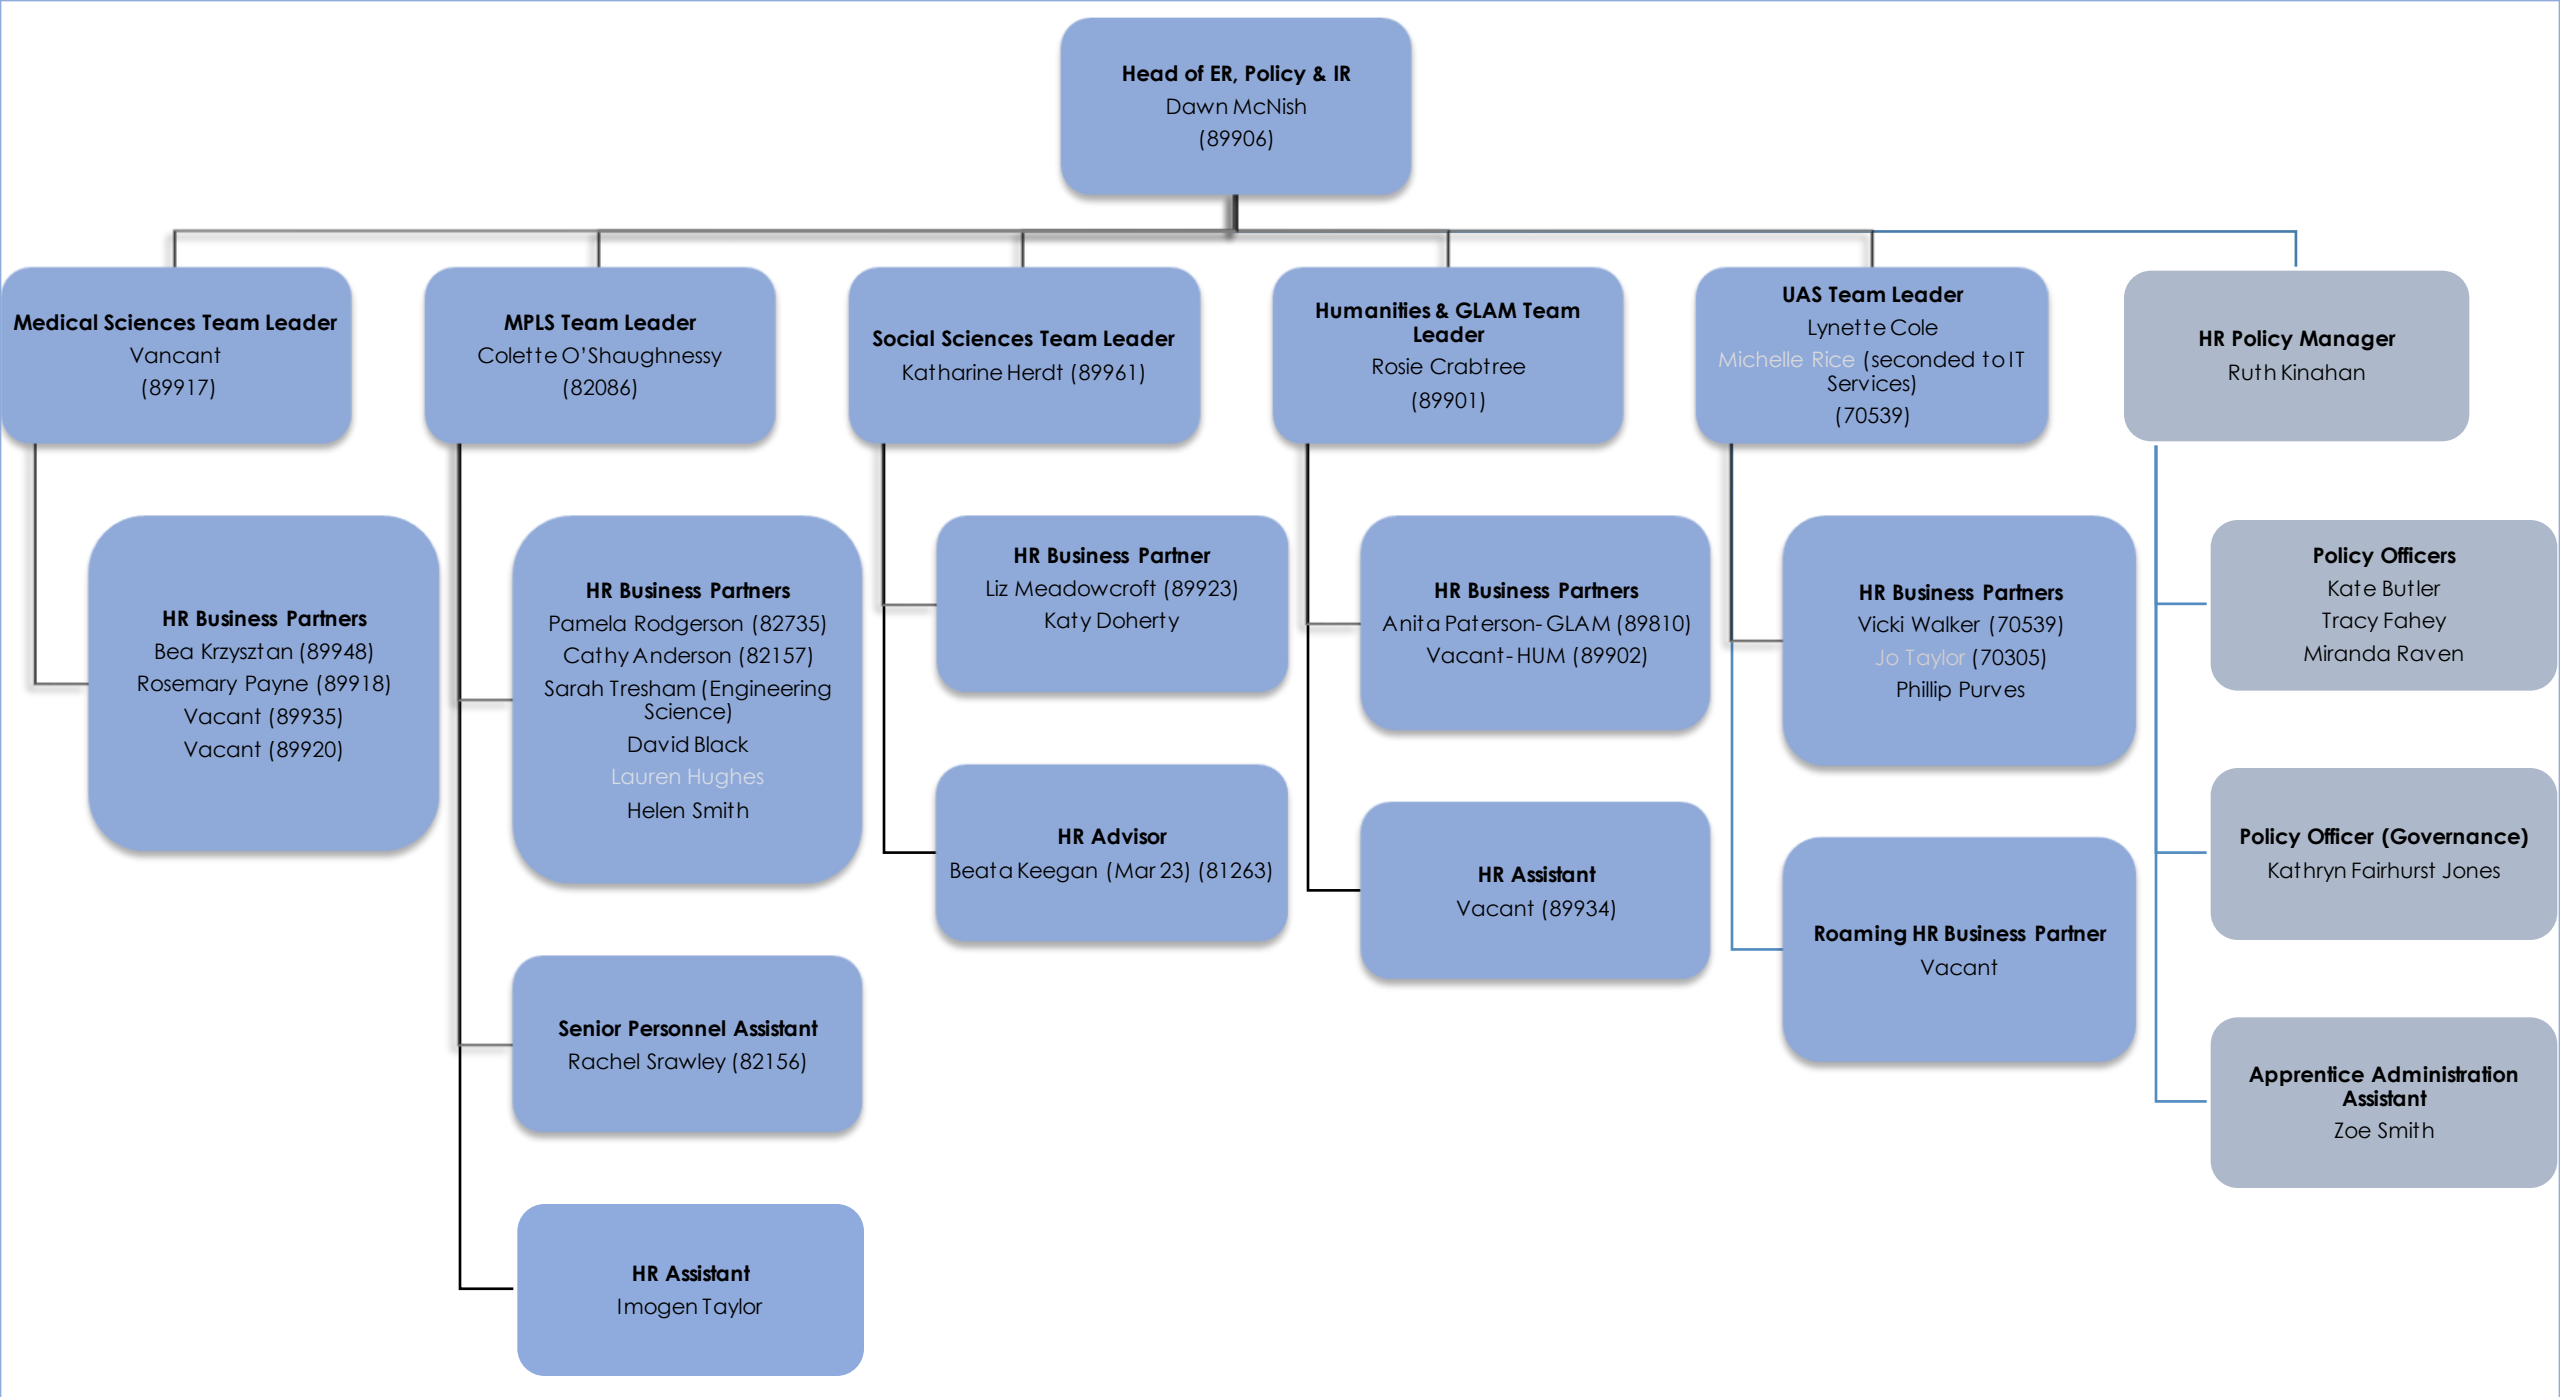 Head of ER, Policy & IR
Dawn McNish
(89906)
Medical Sciences Team Leader
Vancant
(89917)
HR Business Partners
Bea Krzysztan (89948)
Rosemary Payne (89918)
Vacant (89935)
Vacant (89920)
MPLS Team Leader
Colette O’Shaughnessy
(82086)
HR Business Partners
Pamela Rodgerson (82735)
Cathy Anderson (82157)
Sarah Tresham (Engineering
Science)
David Black
Lauren Hughes
Helen Smith
Senior Personnel Assistant
Rachel Srawley (82156)
HR Assistant
Imogen Taylor
Social Sciences Team Leader
Katharine Herdt (89961)
HR Business Partner
Liz Meadowcroft (89923)
Katy Doherty
HR Advisor
Beata Keegan (Mar 23) (81263)
Humanities & GLAM Team
Leader
Rosie Crabtree
(89901)
HR Business Partners
Anita Paterson- GLAM (89810)
Vacant- HUM (89902)
HR Assistant
Vacant (89934)
UAS Team Leader
Lynette Cole
Michelle Rice (seconded to IT
Services)
(70539)
HR Business Partners
Vicki Walker (70539)
Jo Taylor (70305)
Phillip Purves
Roaming HR Business Partner
Vacant
HR Policy Manager
Ruth Kinahan
Policy Officers
Kate Butler
Tracy Fahey
Miranda Raven
Policy Officer (Governance)
Kathryn Fairhurst Jones
Apprentice Administration
Assistant
Zoe Smith